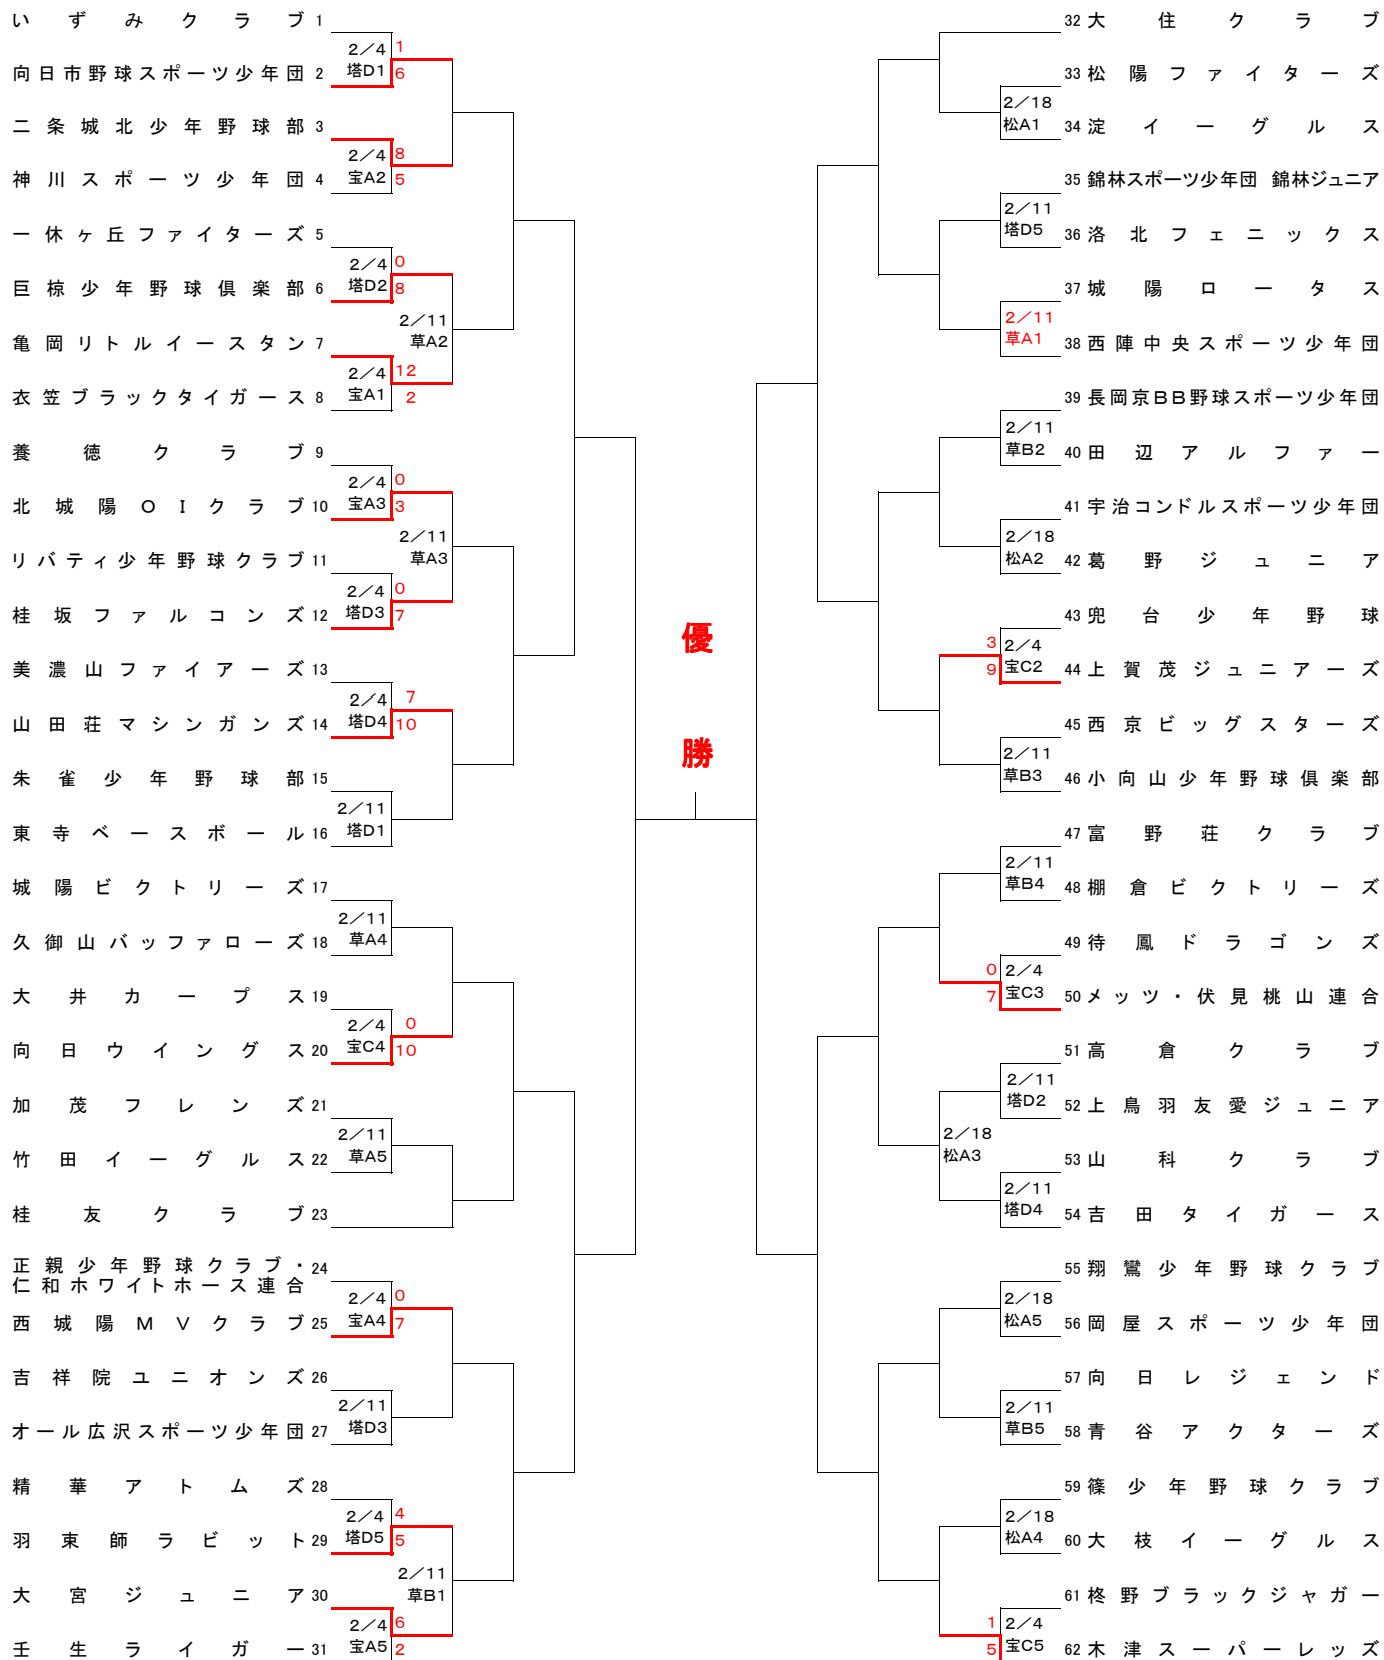 いずみクラブ 1
2/4 1
塔D1 6
向日市野球スポーツ少年団 2
二条城北少年野球部 3
2/4 8
宝A2 5
神川スポーツ少年団 4
一休ヶ丘ファイターズ 5
2/4 0
塔D2 8
巨椋少年野球倶楽部 6
2/11
草A2
亀岡リトルイースタン 7
2/4 12
宝A1 2
衣笠ブラックタイガース 8
養徳クラブ 9
2/4 0
宝A3 3
北城陽OIクラブ 10
2/11
草A3
リバティ少年野球クラブ 11
2/4 0
塔D3 7
桂坂ファルコンズ 12
美濃山ファイアーズ 13
2/4 7
塔D4 10
山田荘マシンガンズ 14
朱雀少年野球部 15
2/11
塔D1
東寺ベースボール 16
城陽ビクトリーズ 17
2/11
草A4
久御山バッファローズ 18
大井カープス 19
2/4 0
宝C4 10
向日ウイングス 20
加茂フレンズ 21
2/11
草A5
竹田イーグルス 22
桂友クラブ 23
正親少年野球クラブ・ 24
仁和ホワイトホース連合
2/4 0
宝A4 7
西城陽MVクラブ 25
吉祥院ユニオンズ 26
2/11
塔D3
オール広沢スポーツ少年団 27
精華アトムズ 28
2/4 4
塔D5 5
羽束師ラビット 29
2/11
草B1
大宮ジュニア 30
2/4 6
宝A5 2
壬生ライガー 31
優
勝
32 大住クラブ
33 松陽ファイターズ
2/18
松A1
34 淀イーグルス
35 錦林スポーツ少年団 錦林ジュニア
2/11
塔D5
36 洛北フェニックス
37 城陽ロータス
2/11
草A1
38 西陣中央スポーツ少年団
39 長岡京BB野球スポーツ少年団
2/11
草B2
40 田辺アルファー
41 宇治コンドルスポーツ少年団
2/18
松A2
42 葛野ジュニア
43 兜台少年野球
3 2/4
9 宝C2
44 上賀茂ジュニアーズ
45 西京ビッグスターズ
2/11
草B3
46 小向山少年野球倶楽部
47 富野荘クラブ
2/11
草B4
48 棚倉ビクトリーズ
49 待鳳ドラゴンズ
0 2/4
7 宝C3
50 メッツ・伏見桃山連合
51 高倉クラブ
2/11
塔D2
52 上鳥羽友愛ジュニア
2/18
松A3
53 山科クラブ
2/11
塔D4
54 吉田タイガース
55 翔鸞少年野球クラブ
2/18
松A5
56 岡屋スポーツ少年団
57 向日レジェンド
2/11
草B5
58 青谷アクターズ
59 篠少年野球クラブ
2/18
松A4
60 大枝イーグルス
61 柊野ブラックジャガー
1 2/4
5 宝C5
62 木津スーパーレッズ